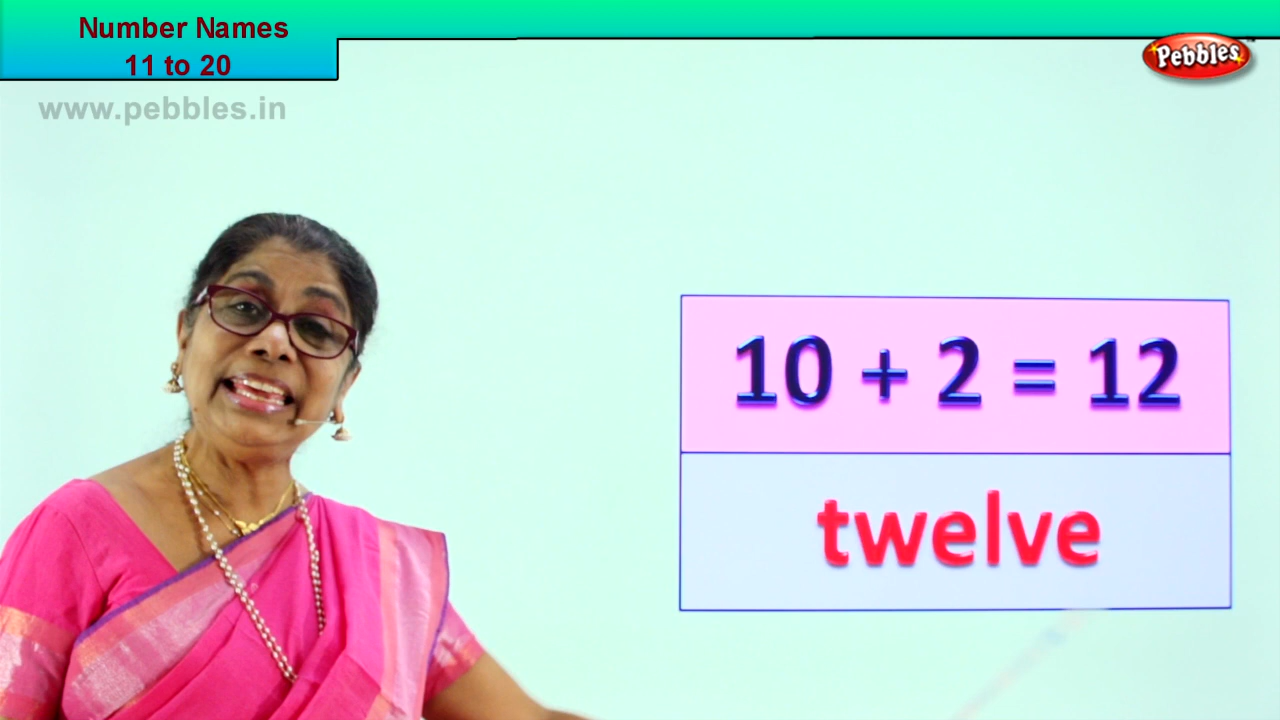 Number Names
11 to 20
www.pebbles.in
Pebbles
10 + 2 = 12
twelve